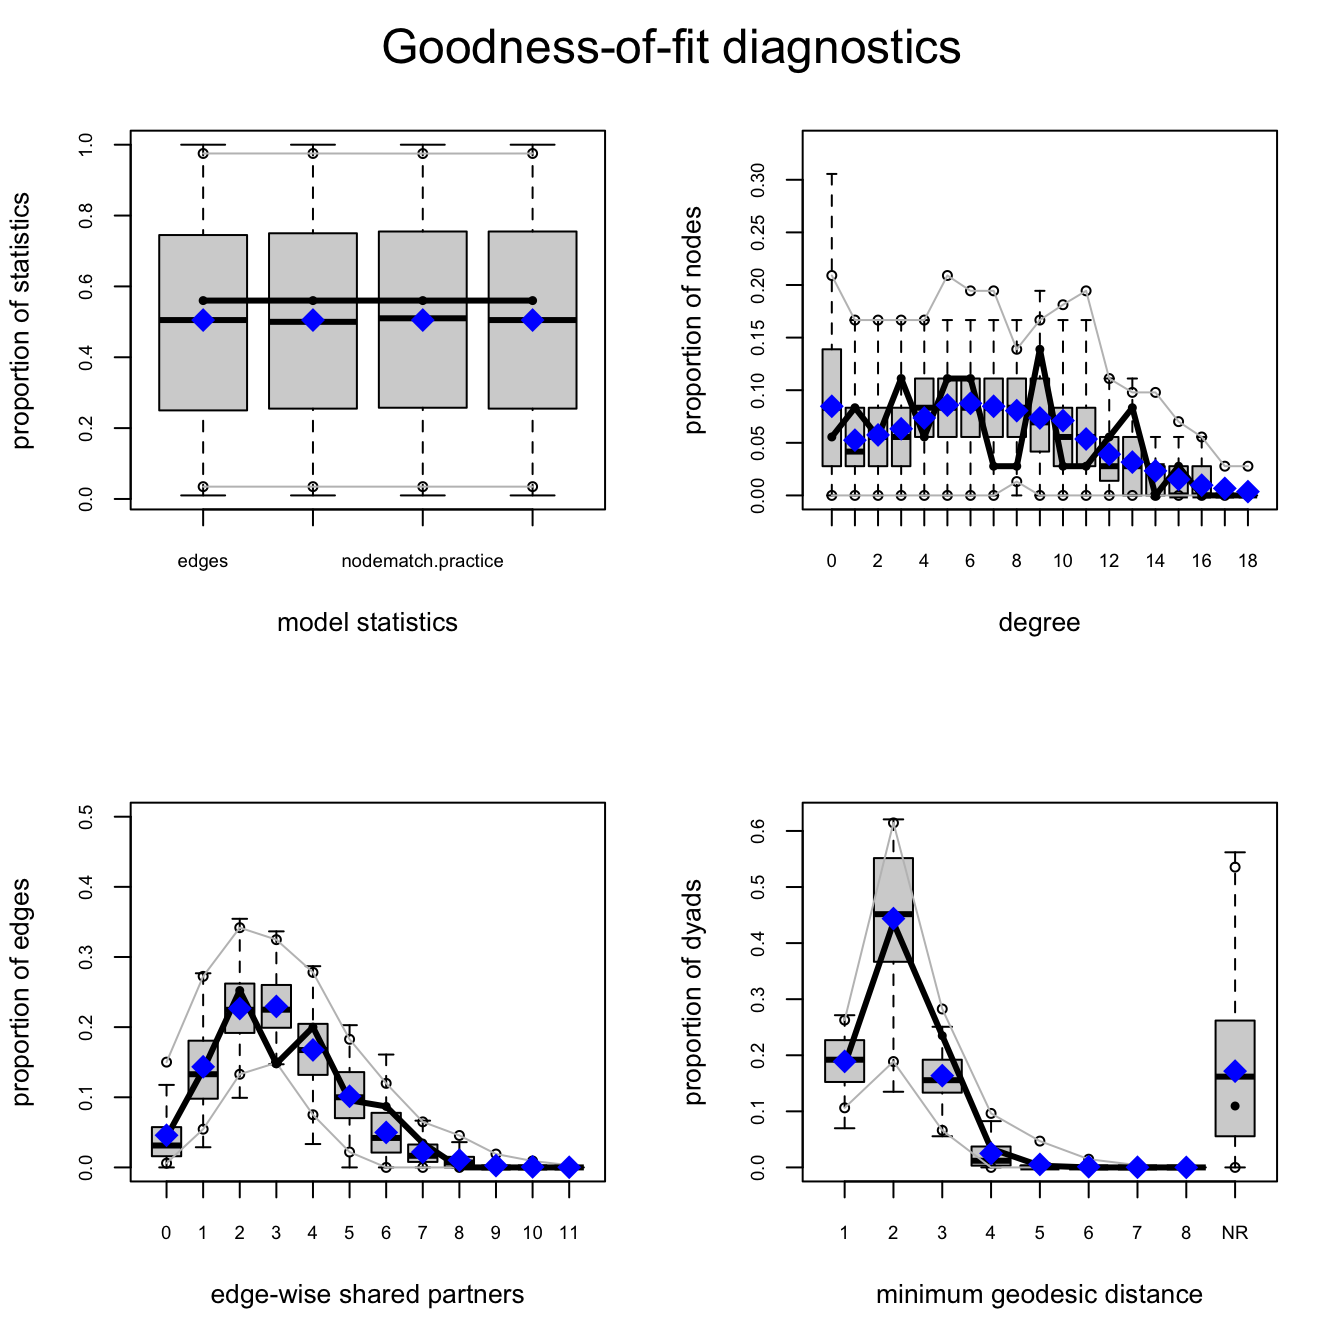 Goodness-of-fit diagnostics
proportion of statistics
0.0 0.2 0.4 0.6 0.8 1.0
edges nodematch.practice
model statistics
proportion of nodes
0.00 0.05 0.10 0.15 0.20 0.25 0.30
0 2 4 6 8 10 12 14 16 18
degree
proportion of edges
0.0 0.1 0.2 0.3 0.4 0.5
0 1 2 3 4 5 6 7 8 9 10 11
edge-wise shared partners
proportion of dyads
0.0 0.1 0.2 0.3 0.4 0.5 0.6
1 2 3 4 5 6 7 8 NR
minimum geodesic distance